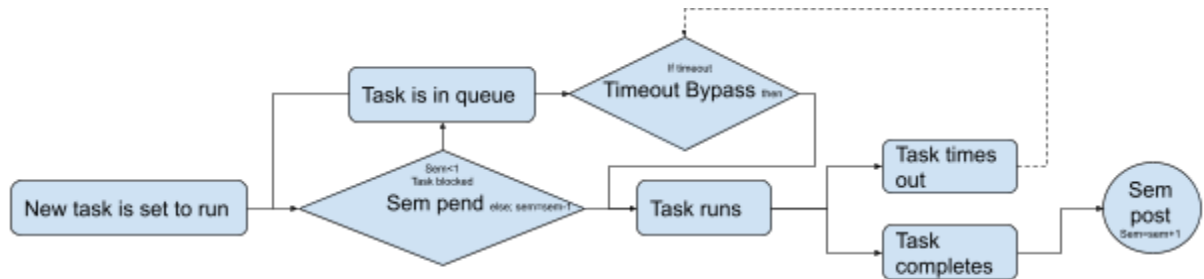 If timeout
Timeout Bypass then
Task is in queue
Sem<1
Task blocked
Sem pend else; sem=sem-1
New task is set to run
Task runs
Task times
out
Task
completes
Sem
post
Sem=sem+1